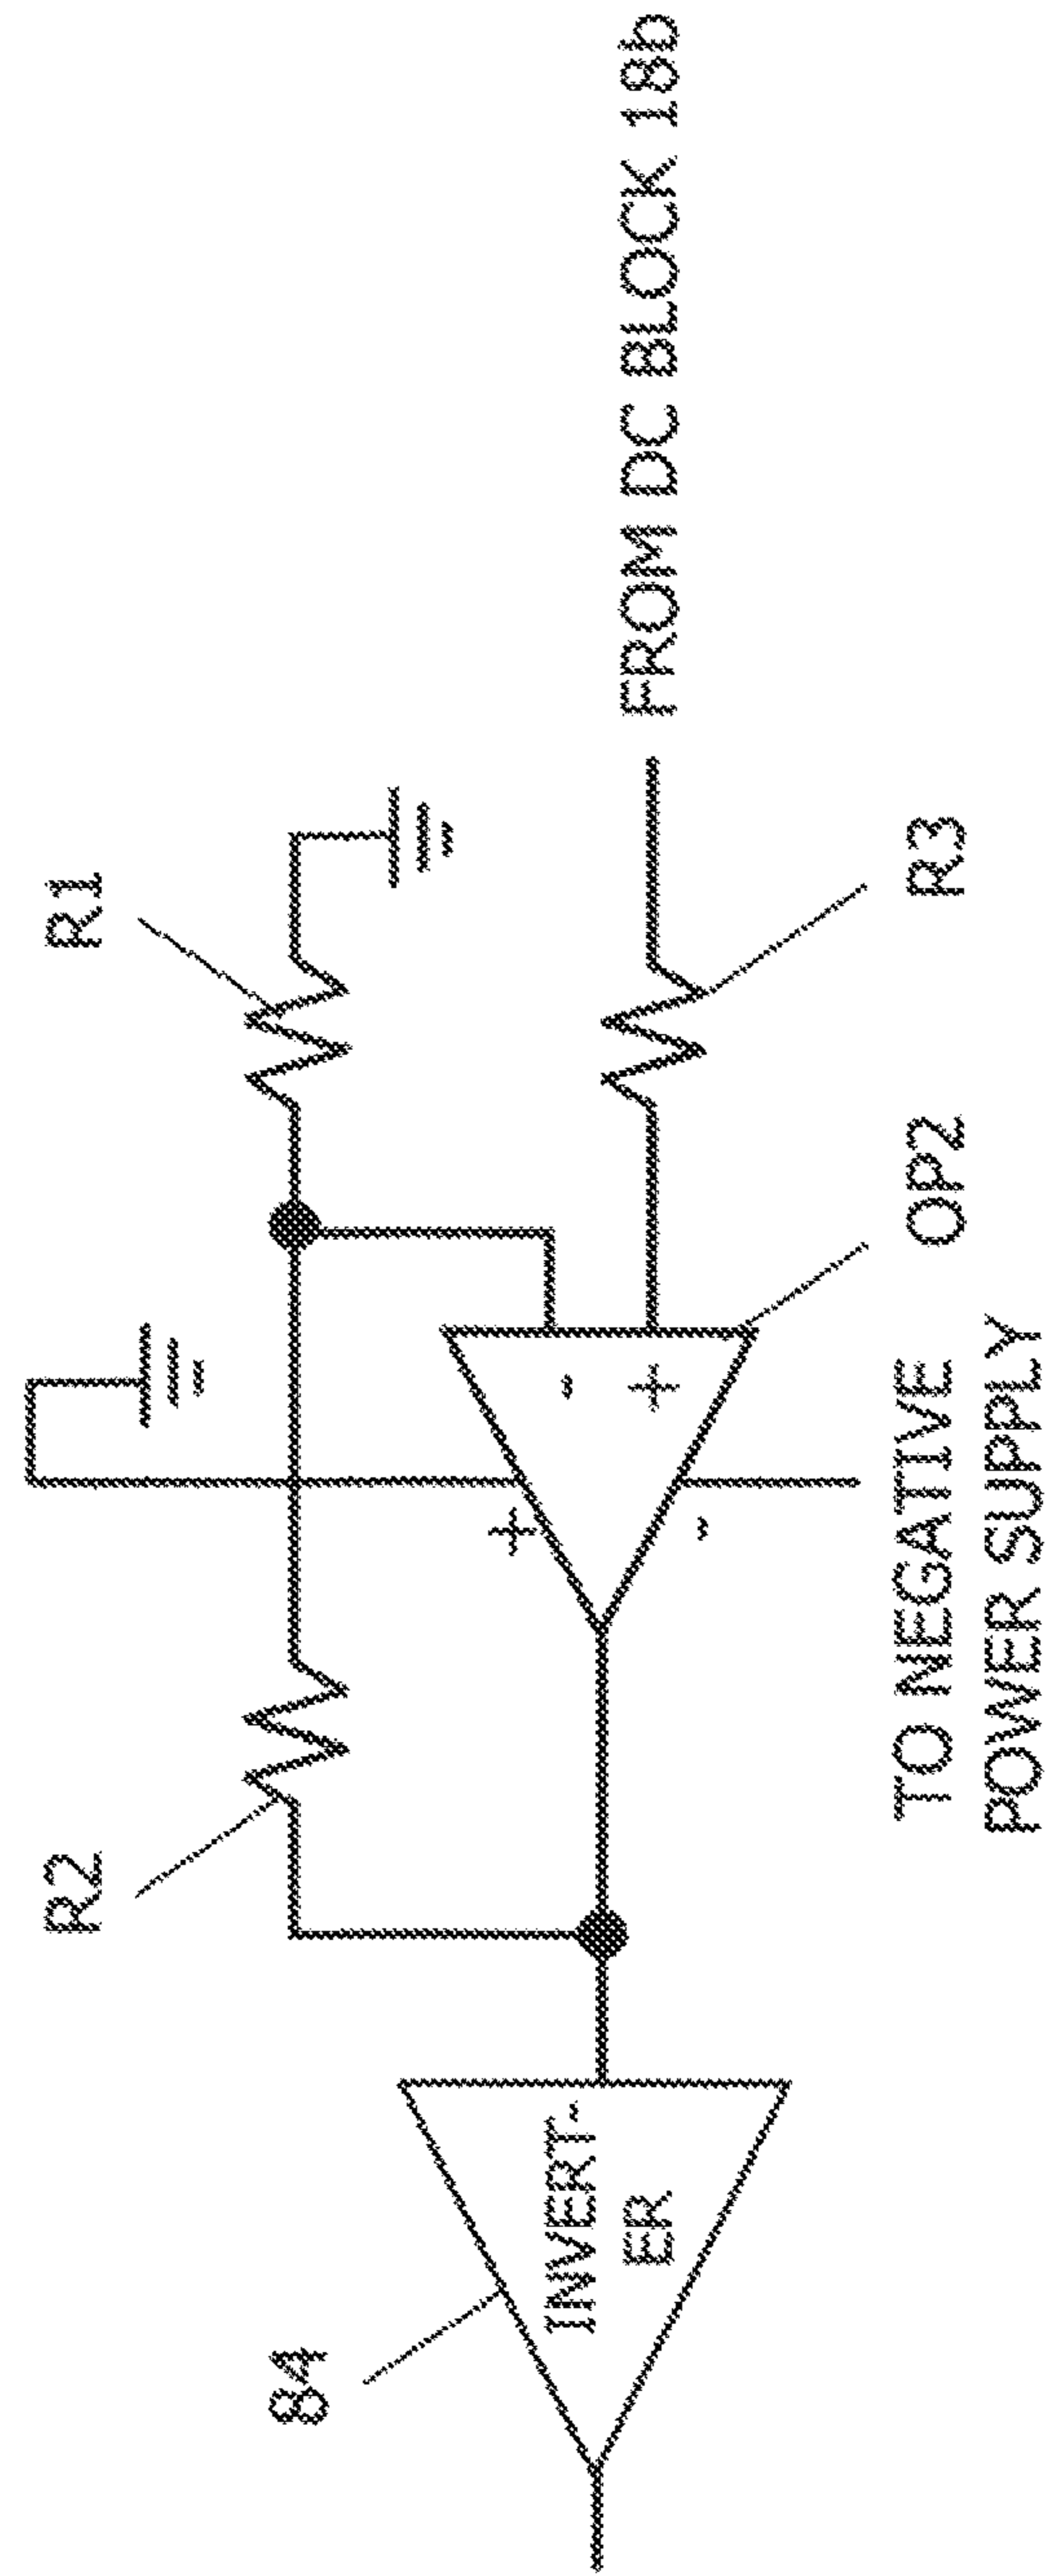 84
INVERT-
ER
R2
R1
+
-
-
+
FROM DC BLOCK 18b
R3
OP2
TO NEGATIVE
POWER SUPPLY